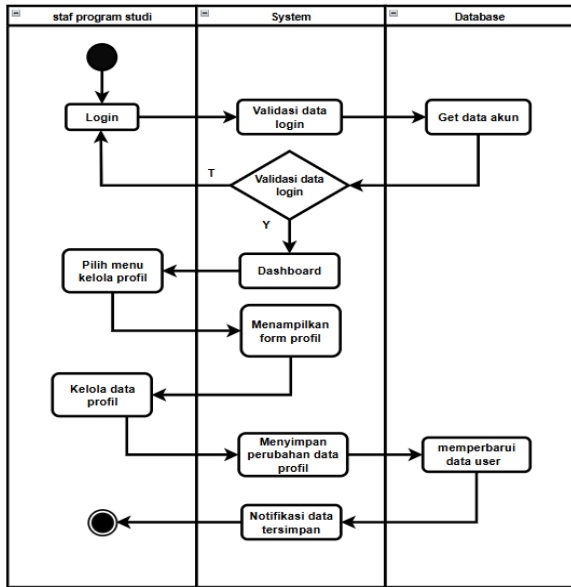 staf program studi
System
Database
Login
Validasi data
login
Get data akun
Validasi data
login
T
Y
Dashboard
Pilih menu
kelola profil
Menampilkan
form profil
Kelola data
profil
Menyimpan
perubahan data
profil
memperbarui
data user
Notifikasi data
tersimpan